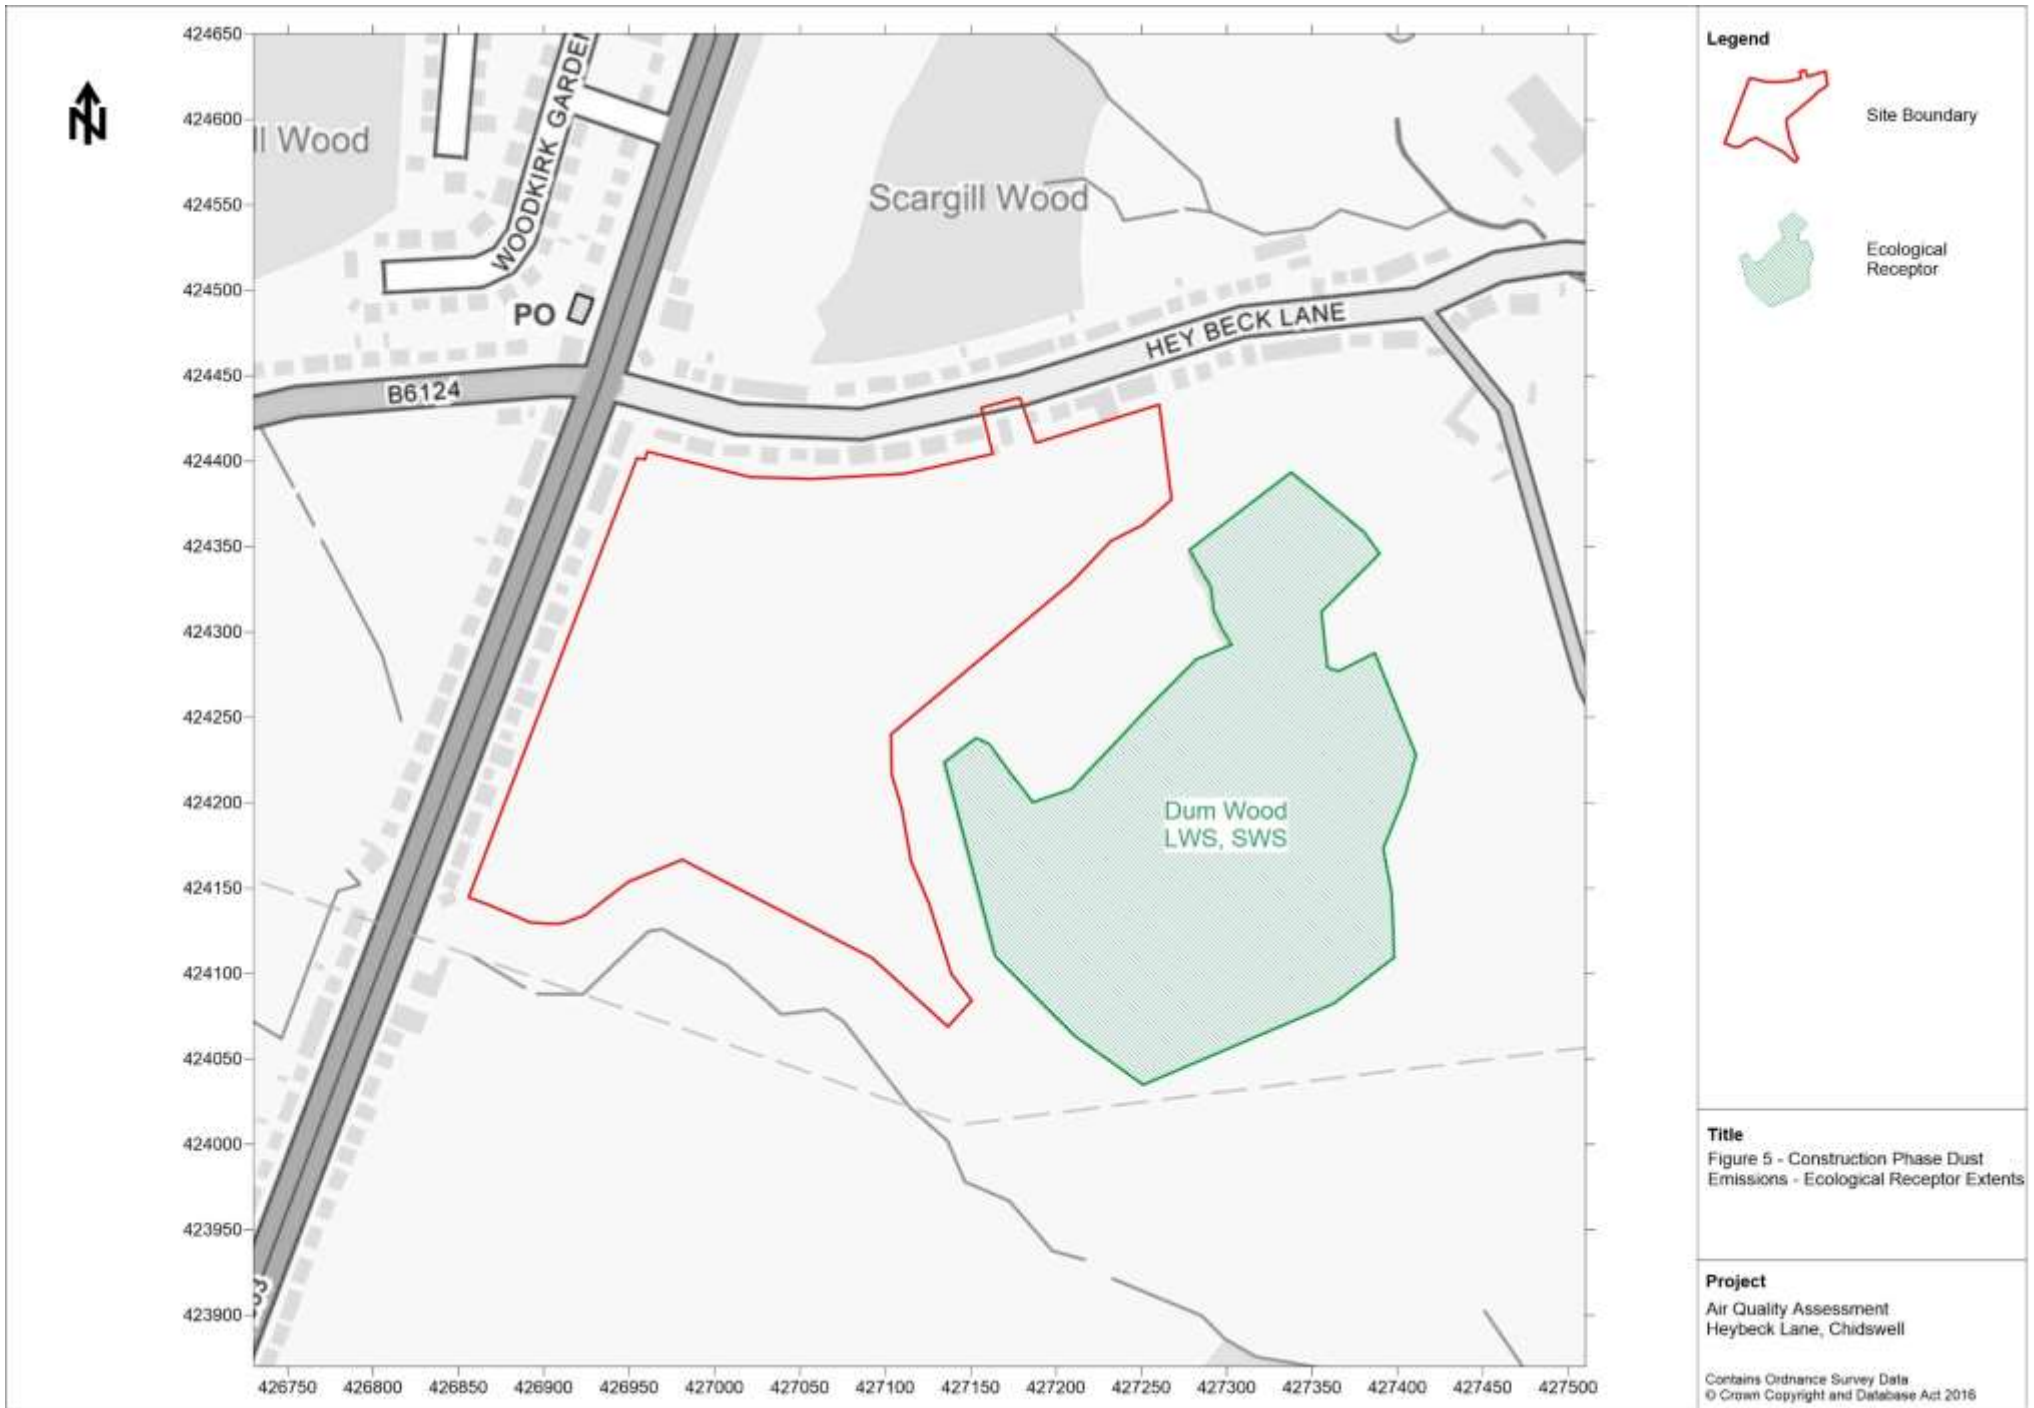 424650
424600
424550
424500
424450
424400
424350
424300
424250
424200
424150
424100
424050
424000
423950
423900
426750 426800 426850 426900 426950 427000 427050 427100 427150 427200 427250 427300 427350 427400 427450 427500
N
ll Wood
WOODKIRK GARDEN
Scargill Wood
PO
HEY BECK LANE
B6124
Dum Wood
LWS, SWS
Legend
Site Boundary
Ecological
Receptor
Title
Figure 5 - Construction Phase Dust
Emissions - Ecological Receptor Extents
Project
Air Quality Assessment
Heybeck Lane, Chidswell
Contains Ordnance Survey Data
© Crown Copyright and Database Act 2016